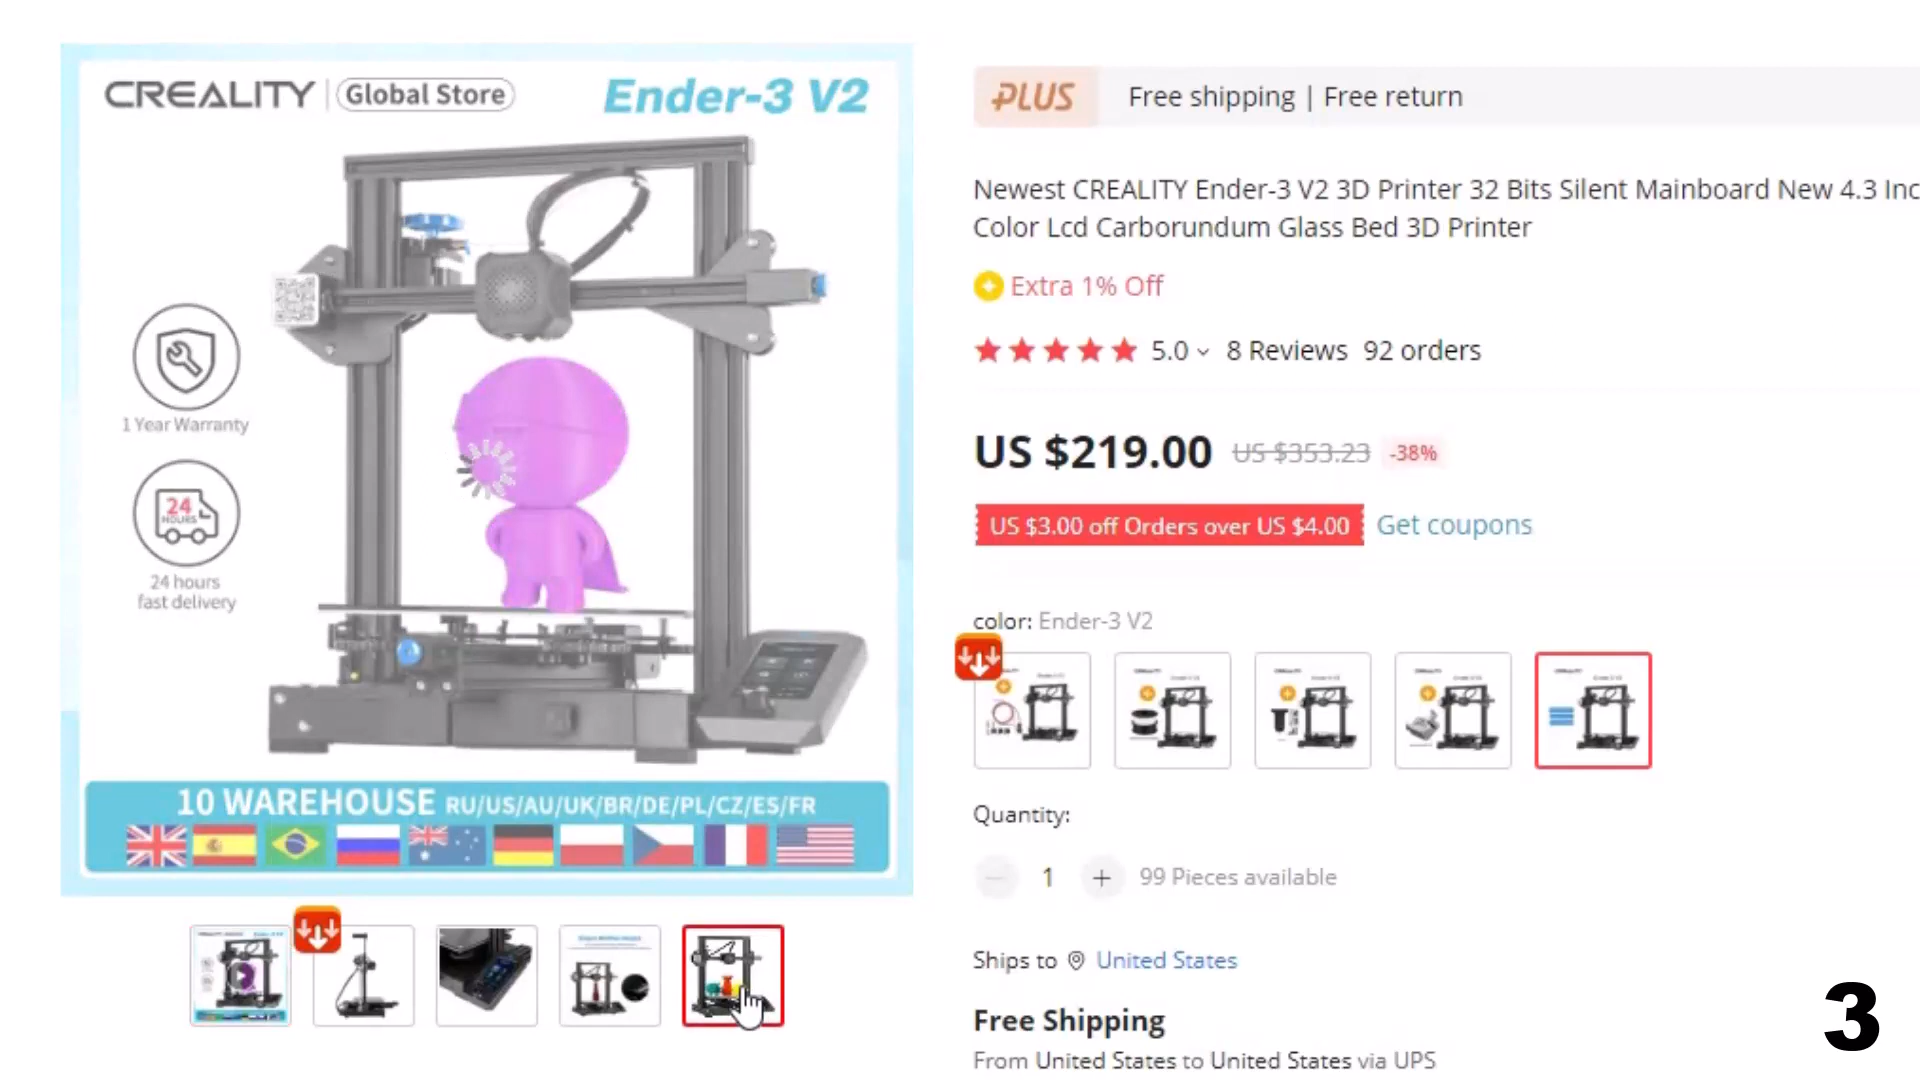 CREALITY Global Store Ender-3 V2
1 Year Warranty
24
HOURS
24 hours
fast delivery
10 WAREHOUSE RU/US/AU/UK/BR/DE/PL/CZ/ES/FR
PLUS Free shipping | Free return
Newest CREALITY Ender-3 V2 3D Printer 32 Bits Silent Mainboard New 4.3 Inc
Color Lcd Carborundum Glass Bed 3D Printer
Extra 1% Off
5.0 8 Reviews 92 orders
US $219.00 US $353.23 -38%
US $3.00 off Orders over US $4.00 Get coupons
color: Ender-3 V2
Quantity:
1 + 99 Pieces available
Ships to United States
Free Shipping
From United States to United States via UPS
3